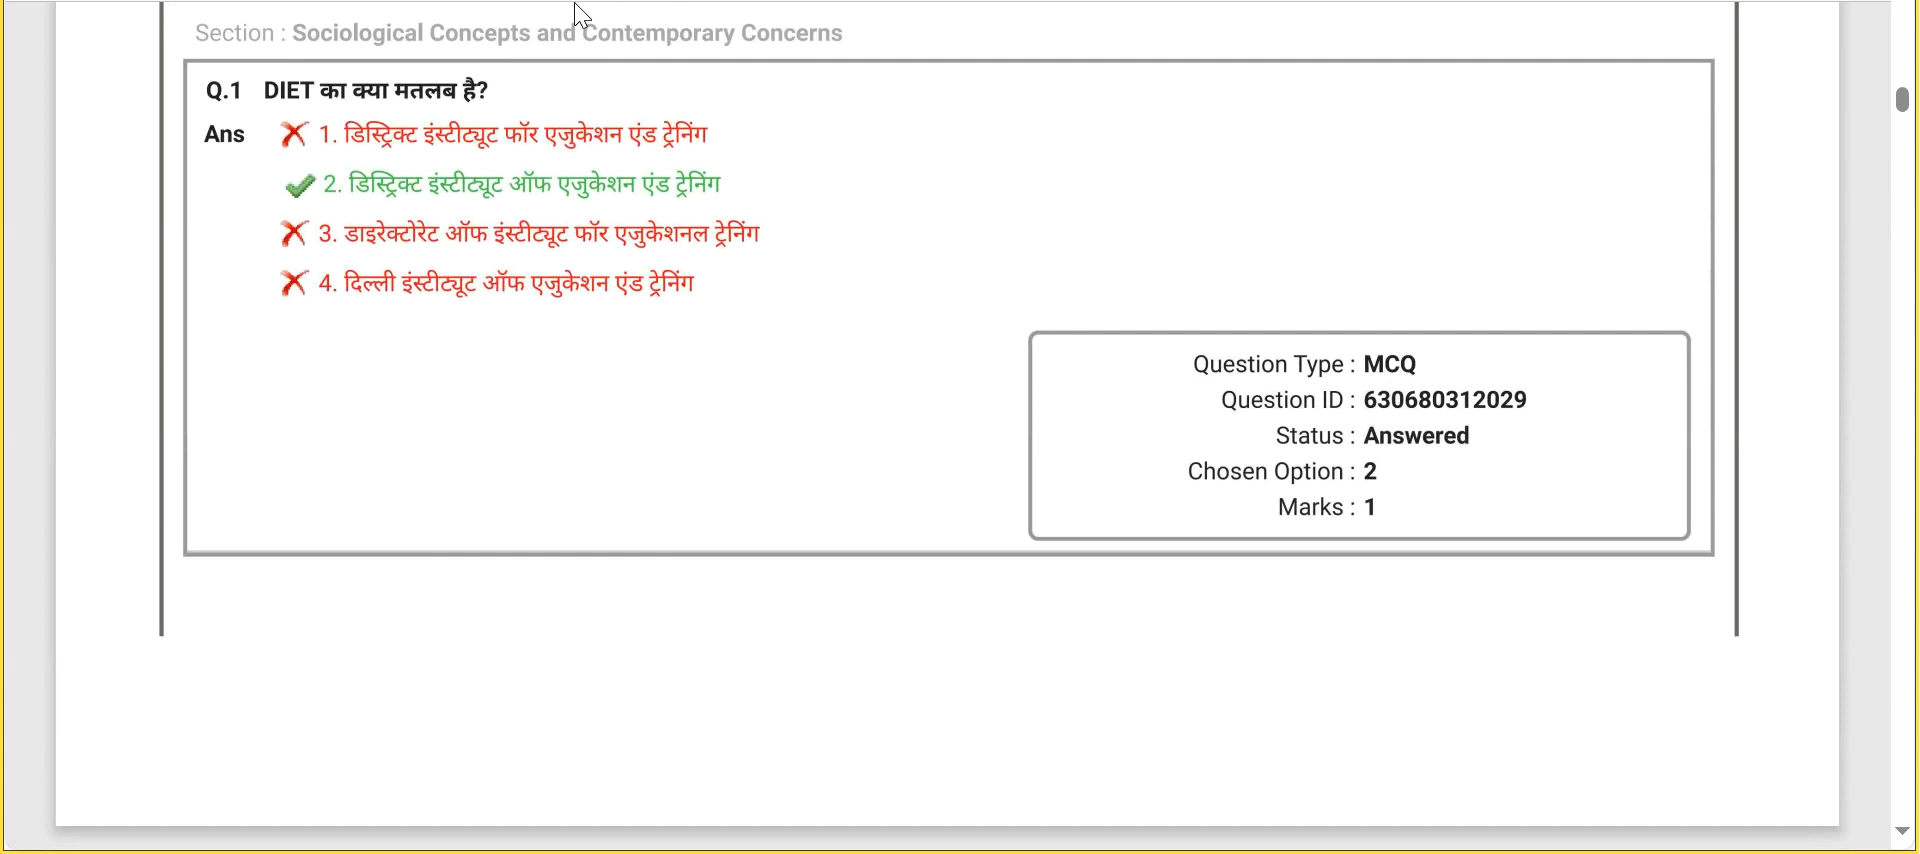 Section : Sociological Concepts and Contemporary Concerns
Q.1 DIET का क्या मतलब है?
Ans 1. डिस्ट्रिक्ट इंस्टीट्यूट फॉर एजुकेशन एंड ट्रेनिंग
2. डिस्ट्रिक्ट इंस्टीट्यूट ऑफ एजुकेशन एंड ट्रेनिंग
3. डाइरेक्टोरेट ऑफ इंस्टीट्यूट फॉर एजुकेशनल ट्रेनिंग
4. दिल्ली इंस्टीट्यूट ऑफ एजुकेशन एंड ट्रेनिंग
Question Type : MCQ
Question ID : 630680312029
Status : Answered
Chosen Option : 2
Marks : 1